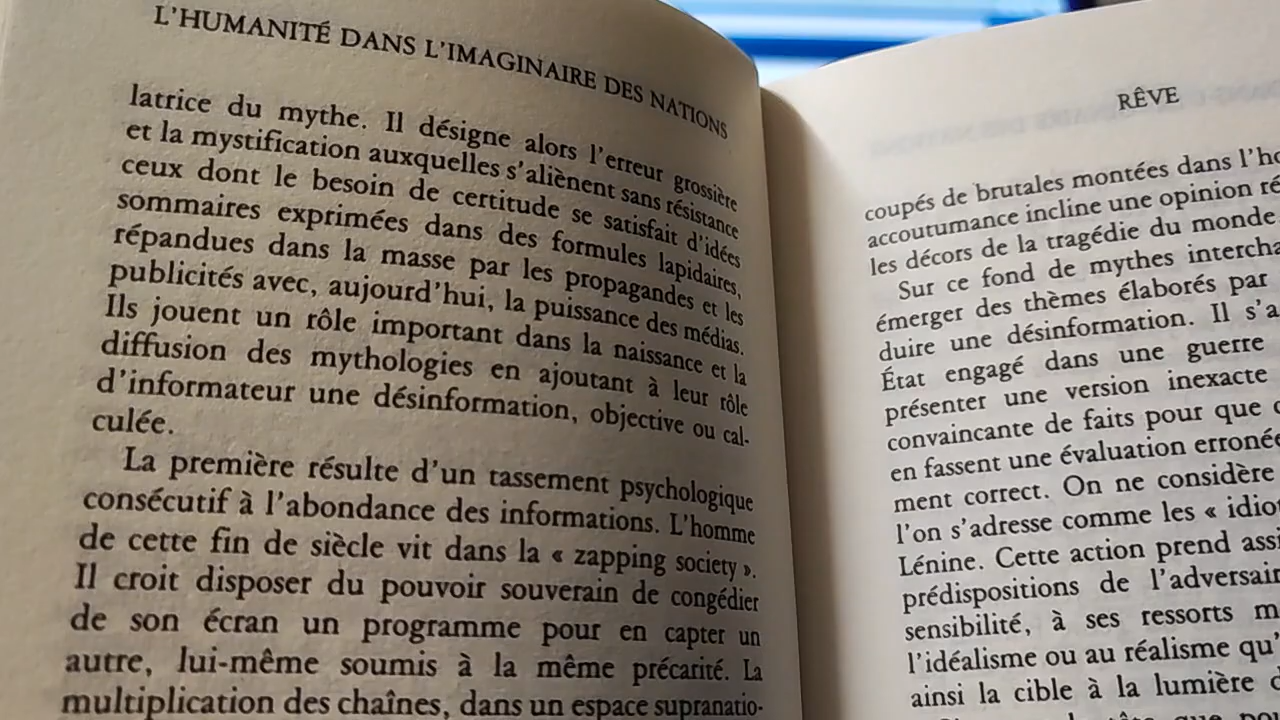 L'HUMANITÉ DANS L'IMAGINAIRE DES NATIONS
latrice du mythe. Il désigne alors l'erreur grossière
et la mystification auxquelles s'aliènent sans résistance
ceux dont le besoin de certitude se satisfait d'idées
sommaires exprimées dans des formules lapidaires,
répandues dans la masse par les propagandes et les
publicités avec, aujourd'hui, la puissance des médias.
Ils jouent un rôle important dans la naissance et la
diffusion des mythologies en ajoutant à leur rôle
d'informateur une désinformation, objective ou cal-
culée.
La première résulte d'un tassement psychologique
consécutif à l'abondance des informations. L'homme
de cette fin de siècle vit dans la « zapping society ».
Il croit disposer du pouvoir souverain de congédier
de son écran un programme pour en capter un
autre, lui-même soumis à la même précarité. La
multiplication des chaînes, dans un espace supranatio-
RÊVE
coupés de brutales montées dans l'ho
accoutumance incline une opinion ré
les décors de la tragédie du monde
Sur ce fond de mythes intercha
émerger des thèmes élaborés par
duire une désinformation. Il s'a
État engagé dans une guerre
présenter une version inexacte
convaincante de faits pour que
en fassent une évaluation erronée
ment correct. On ne considère
l'on s'adresse comme les « idiot
Lénine. Cette action prend assi
prédispositions de l'adversair
sensibilité, à ses ressorts m
l'idéalisme ou au réalisme qu'
ainsi la cible à la lumière d